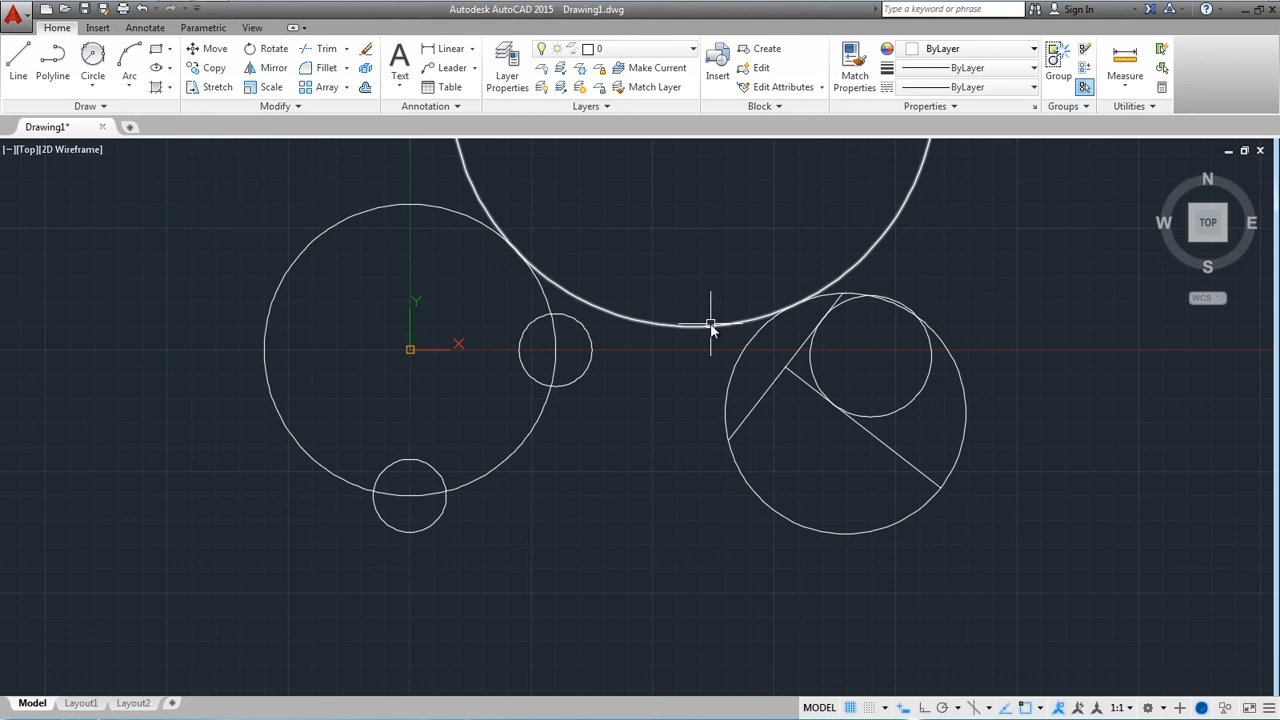 Autodesk AutoCAD 2015 Drawing1.dwg
Type a keyword or phrase
Sign In
Home Insert Annotate Parametric View
Line Polyline Circle Arc
Move Rotate Trim
Copy Mirror Fillet
Stretch Scale Array
Text
Linear
Leader
Table
Layer Properties
0
Make Current
Match Layer
Insert
Create
Edit
Edit Attributes
Match Properties
ByLayer
ByLayer
ByLayer
Group
Measure
Draw Modify Annotation Layers Block Properties Groups Utilities
Drawing1*
[−][Top][2D Wireframe]
N
W TOP E
S
WCS
Y
X
Model Layout1 Layout2
MODEL 1:1